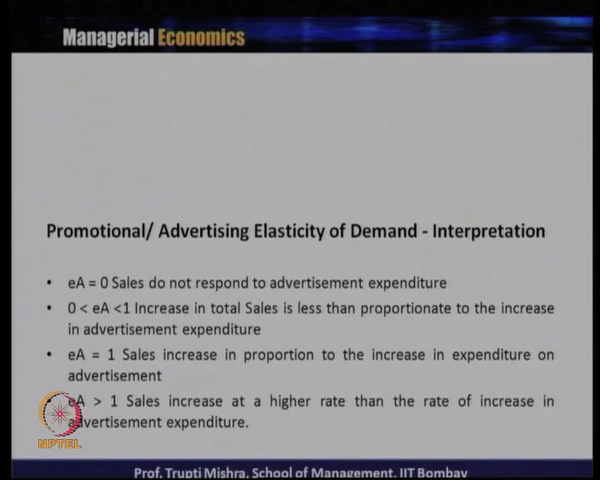 Managerial Economics
Promotional/ Advertising Elasticity of Demand - Interpretation
• eA = 0 Sales do not respond to advertisement expenditure
• 0 < eA <1 Increase in total Sales is less than proportionate to the increase
in advertisement expenditure
• eA = 1 Sales increase in proportion to the increase in expenditure on
advertisement
eA > 1 Sales increase at a higher rate than the rate of increase in
advertisement expenditure.
NPTEL
Prof. Trupti Mishra, School of Management, IIT Bombay